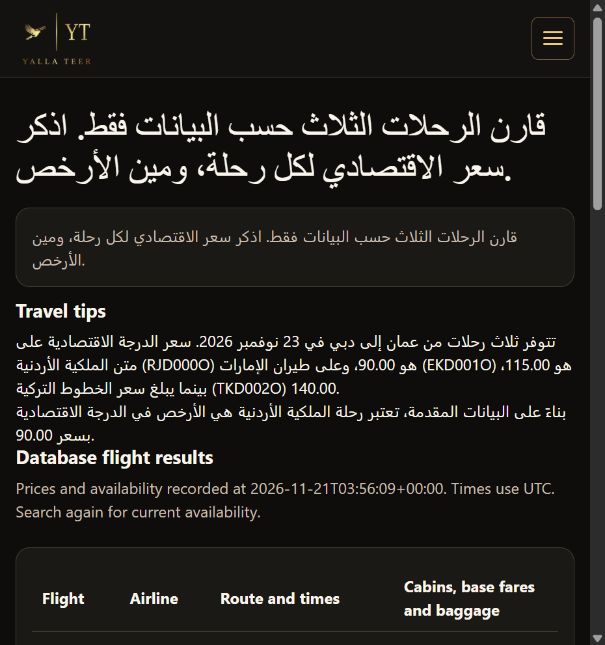 YT
YALLA TEER
قارن الرحلات الثلاث حسب البيانات فقط. اذكر
سعر الاقتصادي لكل رحلة، ومين الأرخص.
قارن الرحلات الثلاث حسب البيانات فقط. اذكر سعر الاقتصادي لكل رحلة، ومين
الأرخص.
Travel tips
تتوفر ثلاث رحلات من عمان إلى دبي في 23 نوفمبر 2026. سعر الدرجة الاقتصادية على
متن الملكية الأردنية (RJD000O) هو 90.00، وعلى طيران الإمارات (EKD001O) هو 115.00،
بينما يبلغ سعر الخطوط التركية (TKD002O) 140.00.
بناءً على البيانات المقدمة، تعتبر رحلة الملكية الأردنية هي الأرخص في الدرجة الاقتصادية
بسعر 90.00.
Database flight results
Prices and availability recorded at 2026-11-21T03:56:09+00:00. Times use UTC.
Search again for current availability.
Flight Airline Route and times Cabins, base fares
and baggage